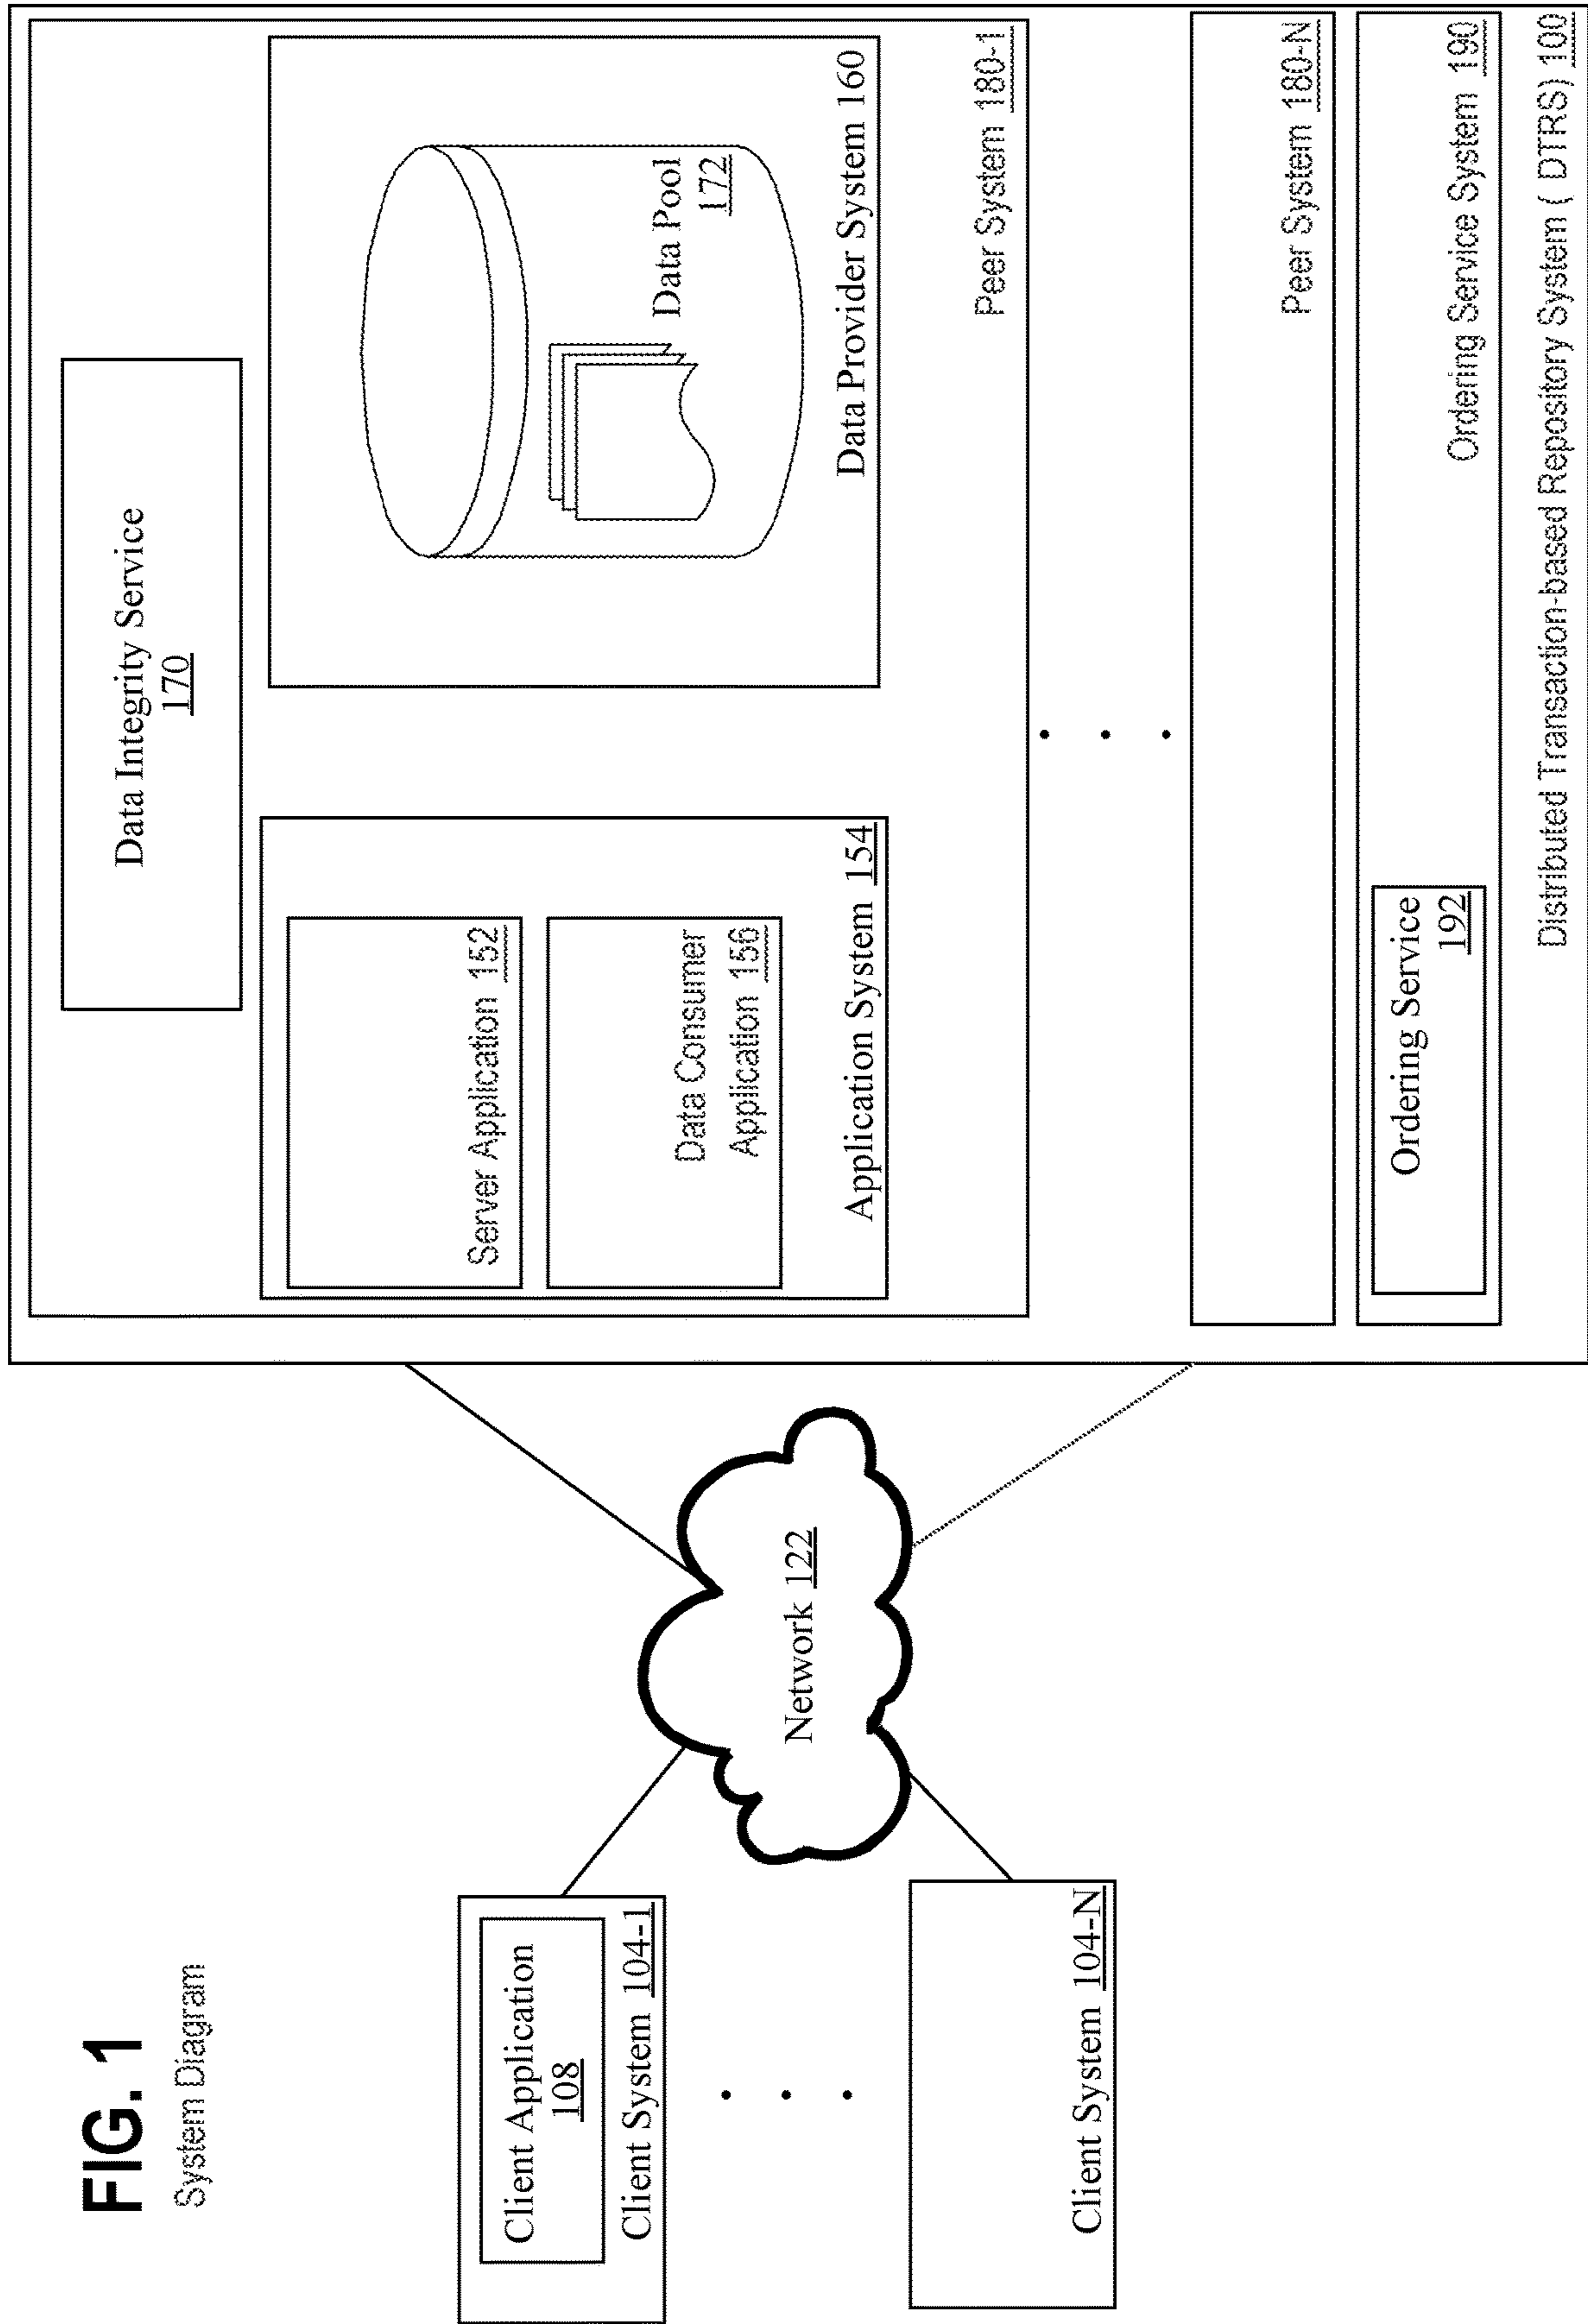 FIG. 1
System Diagram
Client Application
108
Client System 104-1
Client System 104-N
Network 122
Data Integrity Service
170
Server Application 152
Data Consumer
Application 156
Application System 154
Data Pool
172
Data Provider System 160
Peer System 180-1
Peer System 180-N
Ordering Service
192
Ordering Service System 190
Distributed Transaction-based Repository System ( DTRS) 100